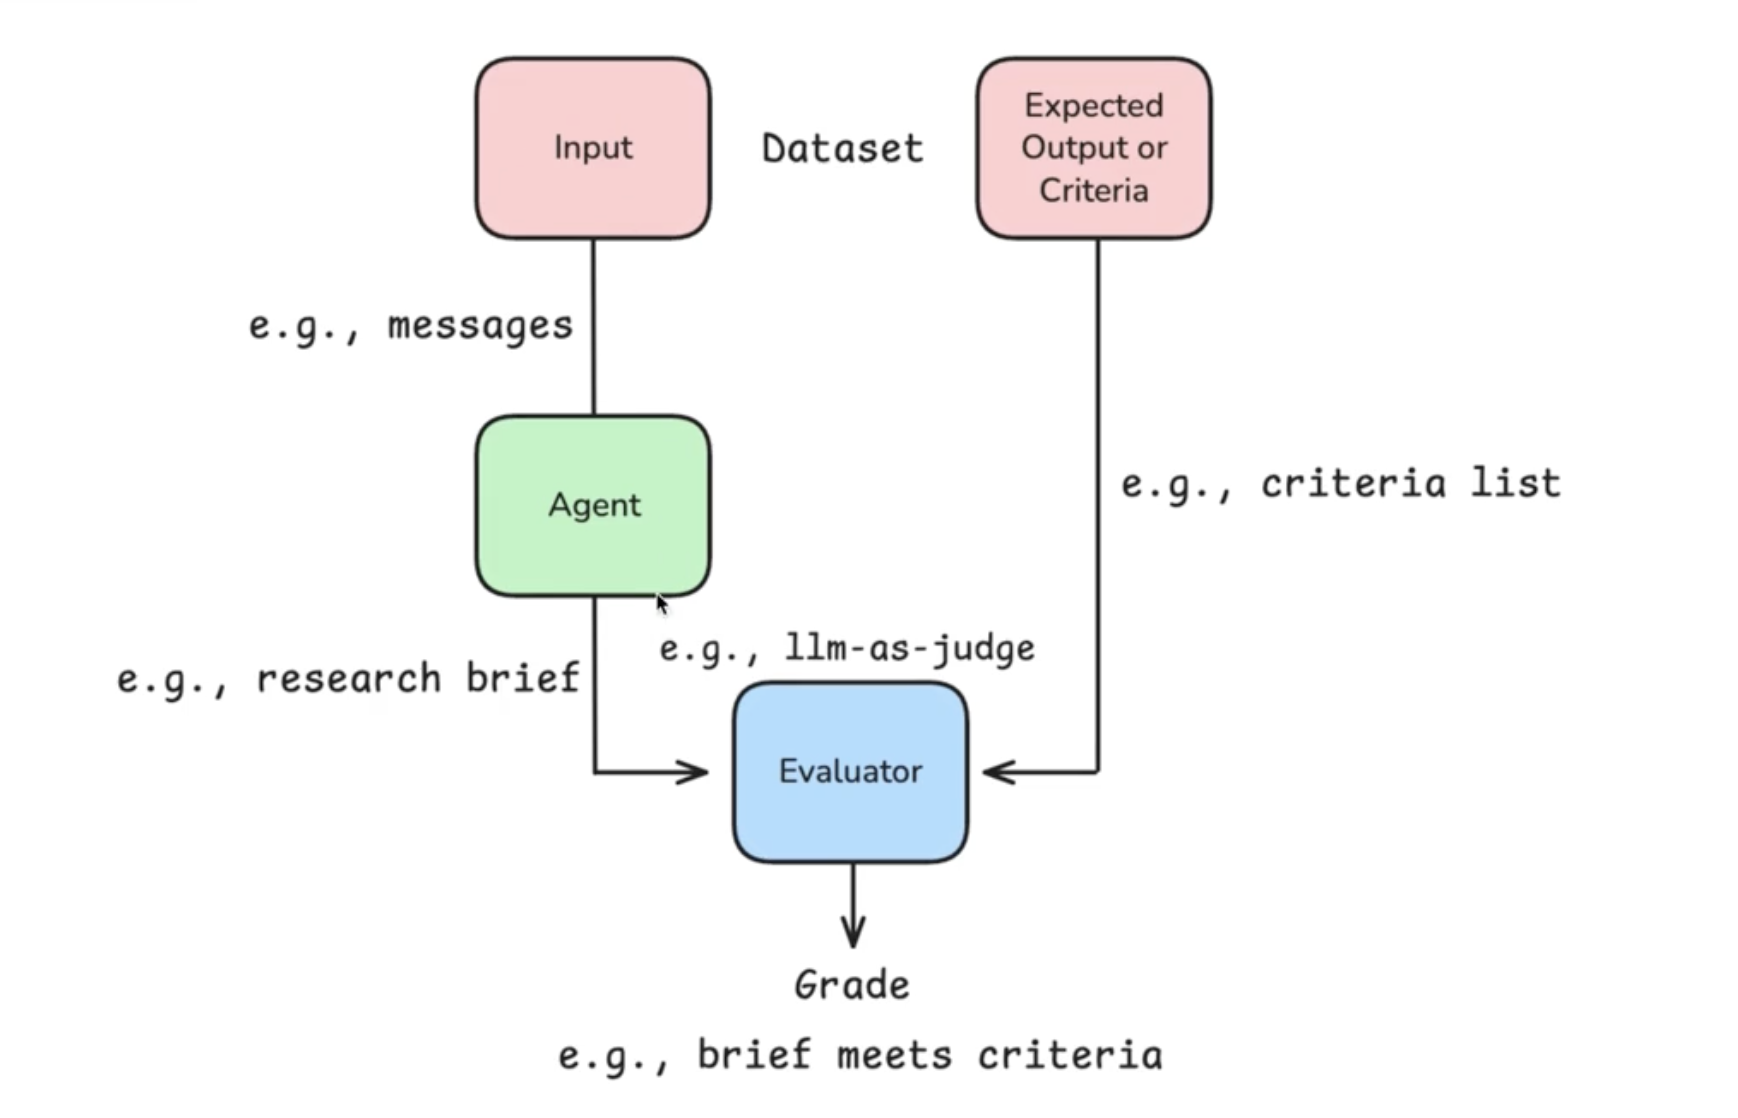 Input
Dataset
Expected
Output or
Criteria
e.g., messages
Agent
e.g., criteria list
e.g., llm-as-judge
e.g., research brief
Evaluator
Grade
e.g., brief meets criteria